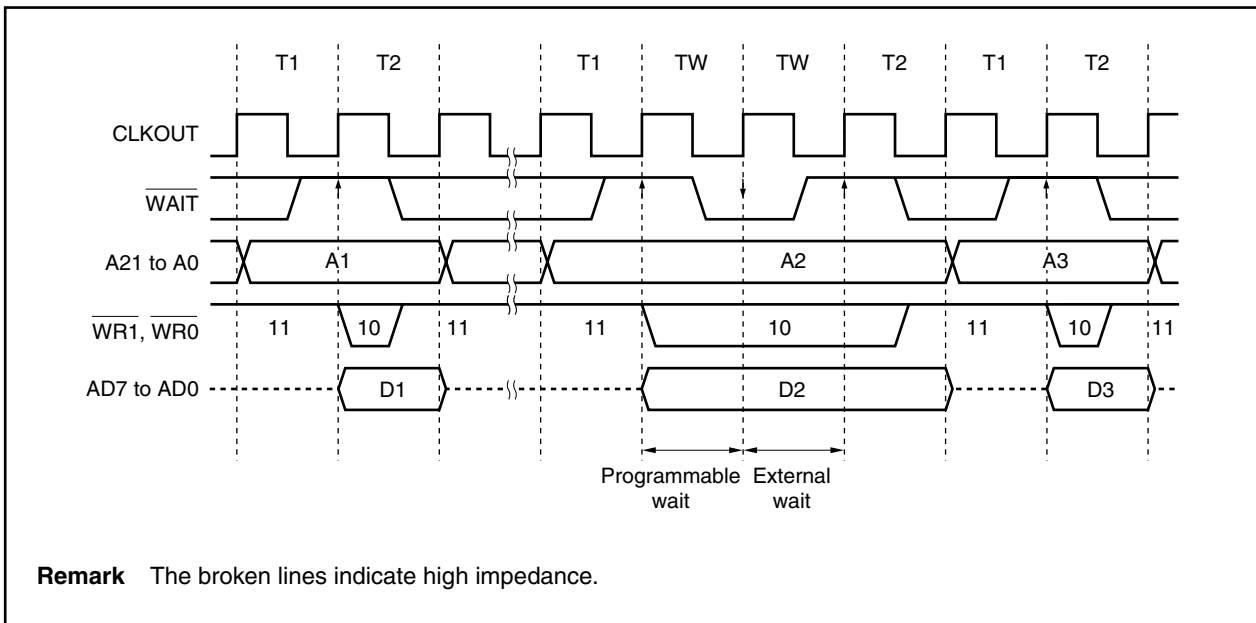 T1 T2 T1 TW TW T2 T1 T2
CLKOUT
WAIT
A21 to A0 A1 A2 A3
WR1, WR0 11 10 11 11 10 11 10 11
AD7 to AD0 D1 D2 D3
Programmable External
wait wait
Remark The broken lines indicate high impedance.